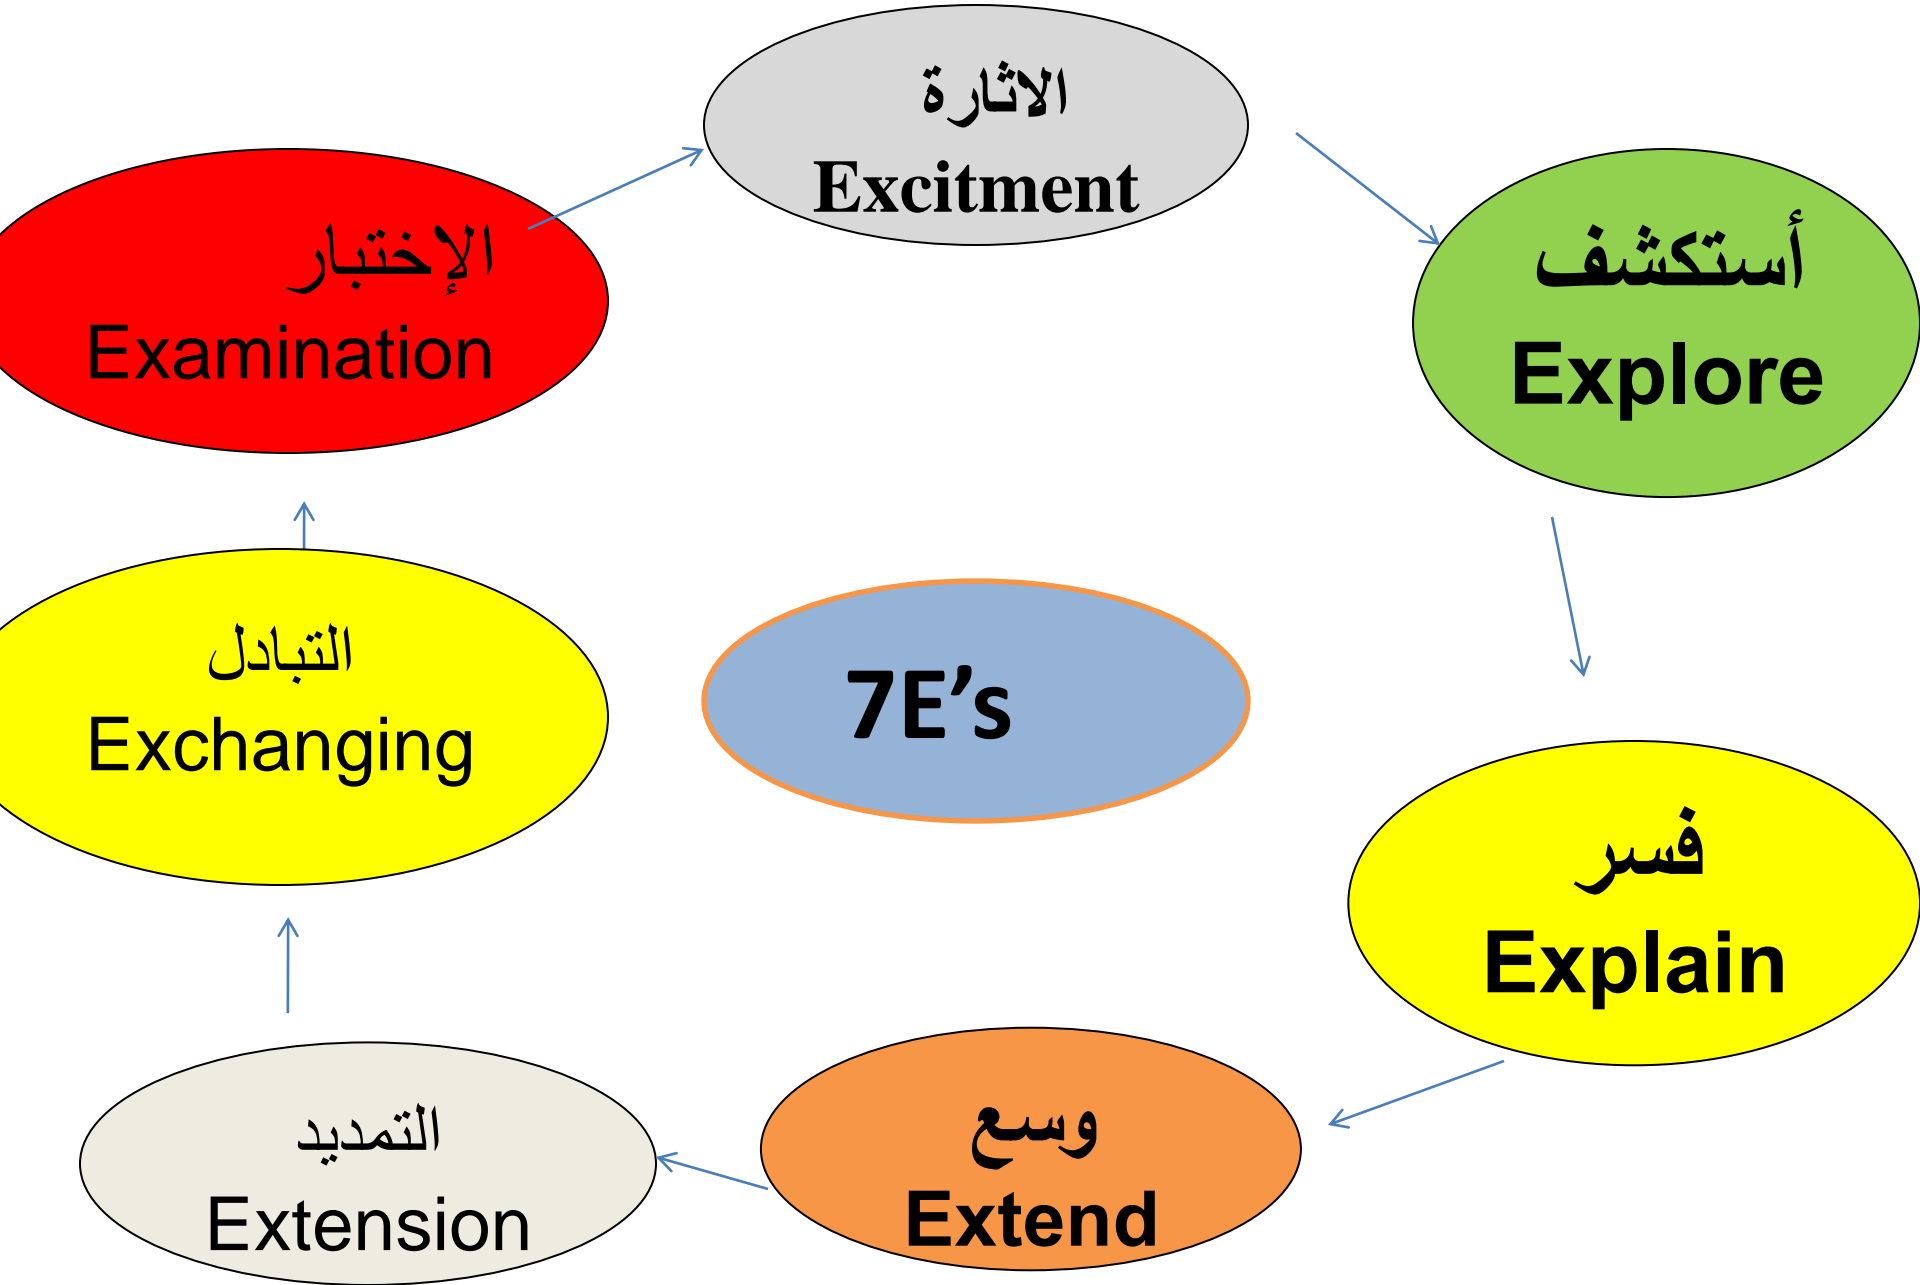 الاثارة
Excitment
أستكشف
Explore
فسر
Explain
وسع
Extend
التمديد
Extension
التبادل
Exchanging
الإختبار
Examination
7E’s